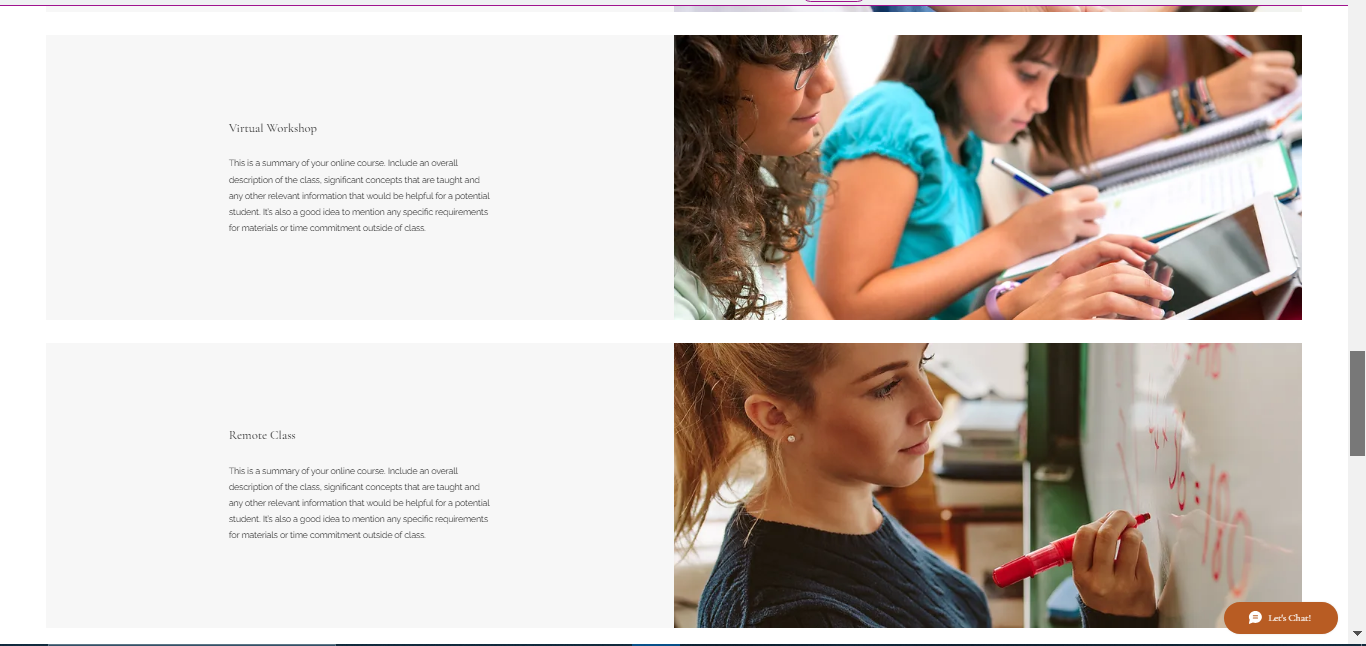 Virtual Workshop
This is a summary of your online course. Include an overall
description of the class, significant concepts that are taught and
any other relevant information that would be helpful for a potential
student. It's also a good idea to mention any specific requirements
for materials or time commitment outside of class.
Remote Class
This is a summary of your online course. Include an overall
description of the class, significant concepts that are taught and
any other relevant information that would be helpful for a potential
student. It's also a good idea to mention any specific requirements
for materials or time commitment outside of class.
Let's Chat!